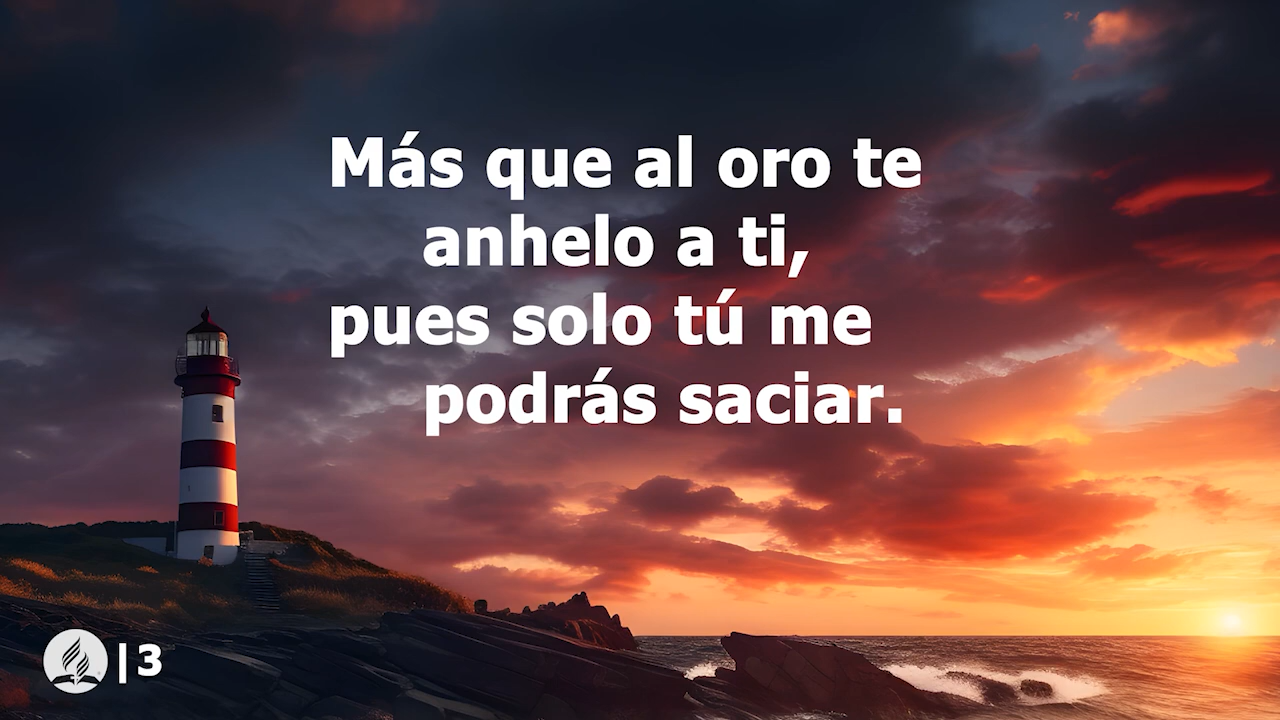 Más que al oro te
anhelo a ti,
pues solo tú me
podrás saciar.
|3